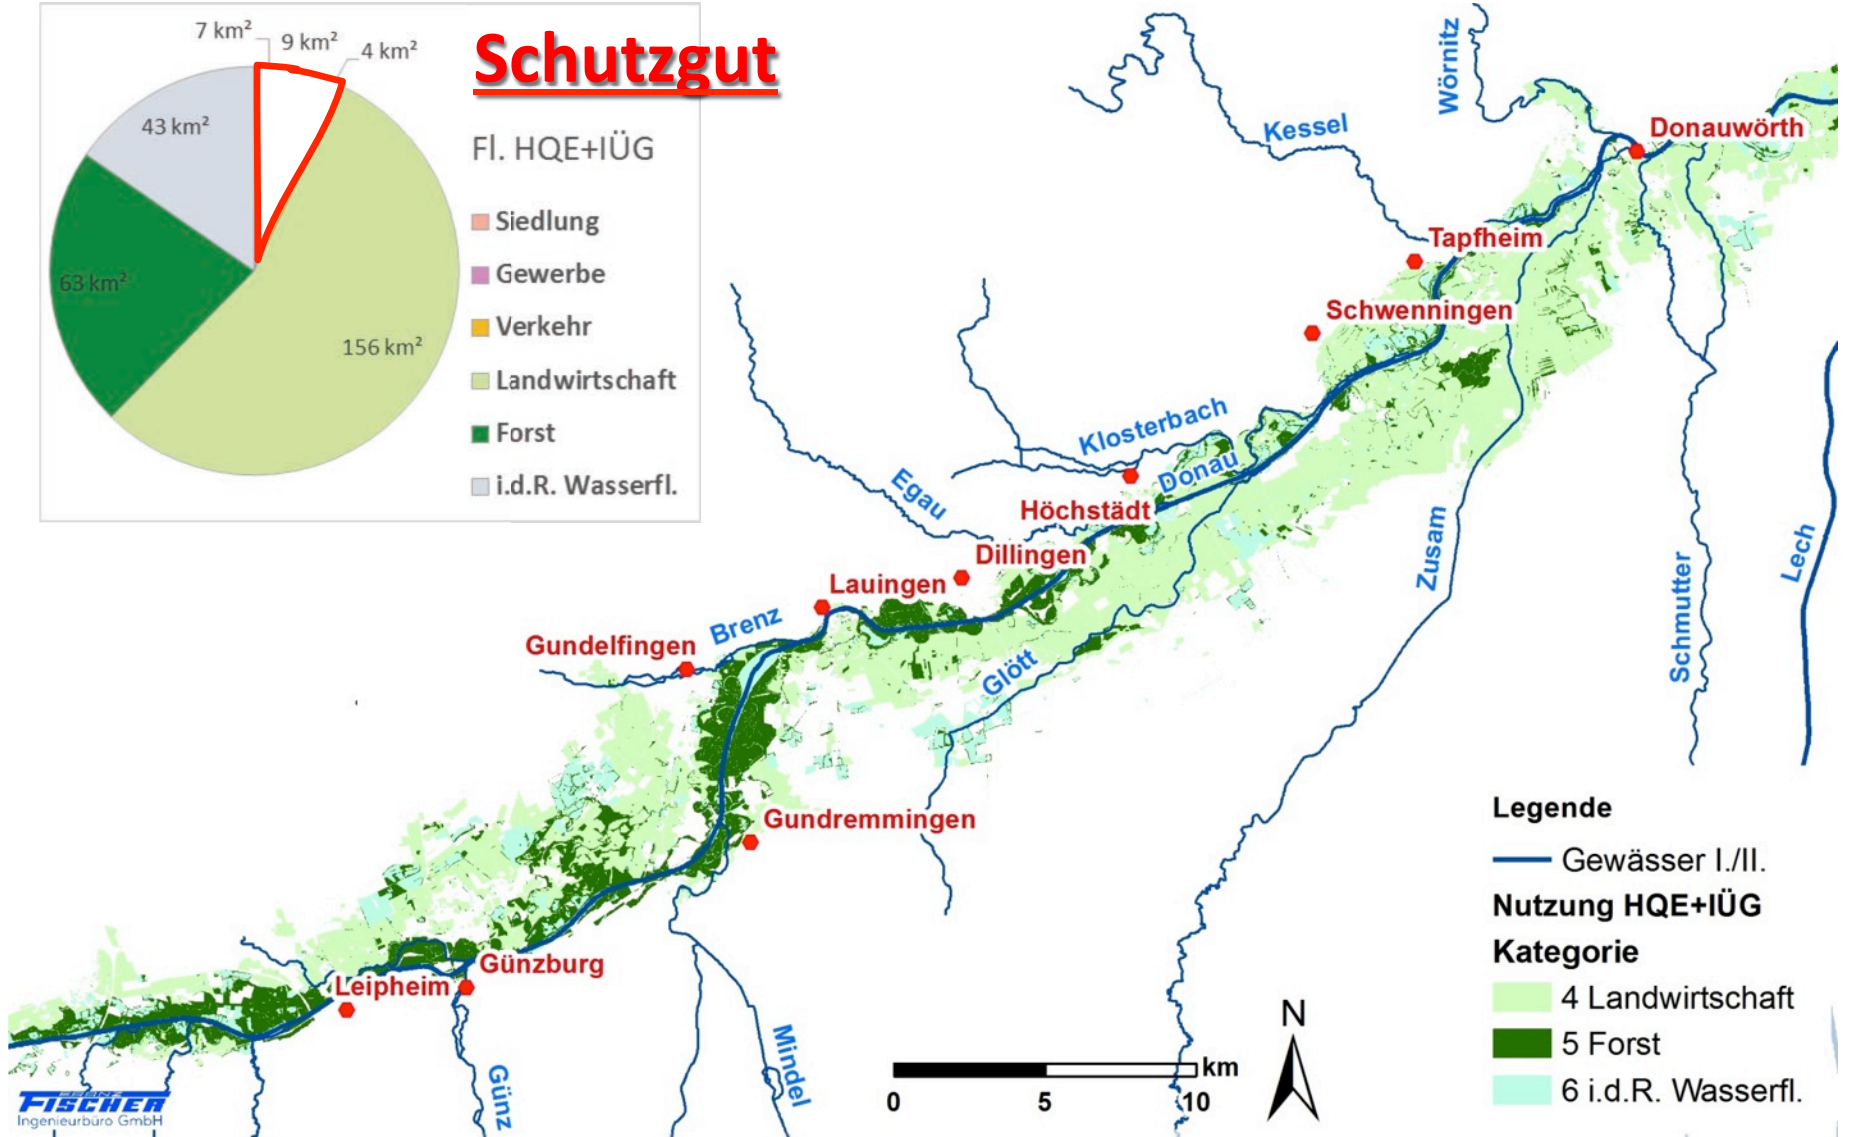 Schutzgut
7 km²
9 km²
4 km²
43 km²
63 km²
156 km²
Fl. HQE+IÜG
Siedlung
Gewerbe
Verkehr
Landwirtschaft
Forst
i.d.R. Wasserfl.
Wörnitz
Kessel
Donauwörth
Tapfheim
Schwenningen
Klosterbach
Donau
Egau
Höchstädt
Dillingen
Lauingen
Brenz
Gundelfingen
Glött
Zusam
Schmutter
Lech
Gundremmingen
Günzburg
Leipheim
Günz
Mindel
Legende
Gewässer I./II.
Nutzung HQE+IÜG
Kategorie
4 Landwirtschaft
5 Forst
6 i.d.R. Wasserfl.
N
km
0 5 10
FRANZ
FISCHER
Ingenieurbüro GmbH